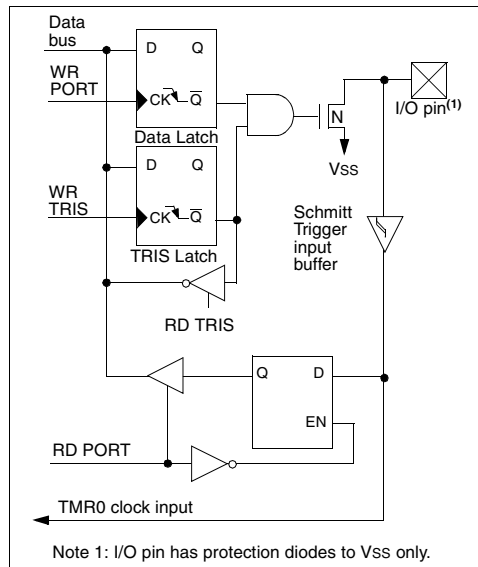 Data
bus
D Q
WR
PORT
CK Q
Data Latch
N
I/O pin(1)
VSS
D Q
WR
TRIS
CK Q
TRIS Latch
Schmitt
Trigger
input
buffer
RD TRIS
Q D
EN
RD PORT
TMR0 clock input
Note 1: I/O pin has protection diodes to VSS only.